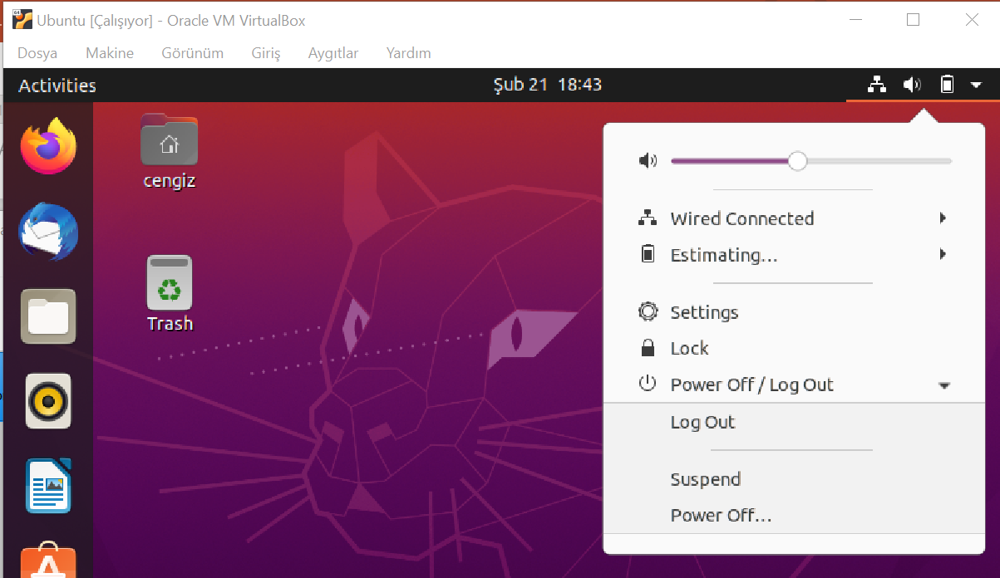 Ubuntu [Çalışıyor] - Oracle VM VirtualBox
Dosya Makine Görünüm Giriş Aygıtlar Yardım
Activities Şub 21 18:43
cengiz
Trash
Wired Connected
Estimating…
Settings
Lock
Power Off / Log Out
Log Out
Suspend
Power Off…